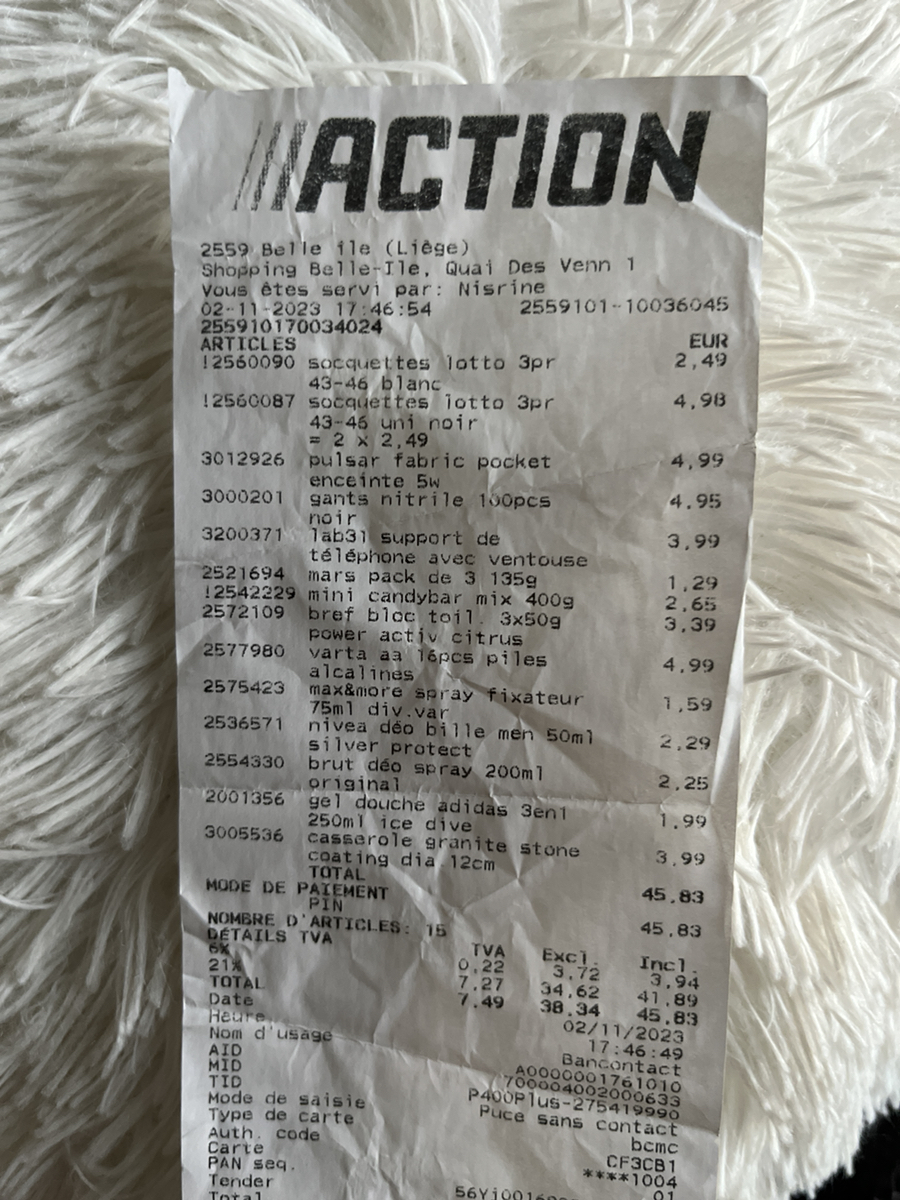 ACTION
2559 Belle île (Liège)
Shopping Belle-Ile, Quai Des Venn 1
Vous êtes servi par: Nisrine
02-11-2023 17:46:54 2559101-10036045
255910170034024
ARTICLES EUR
!2560090 socquettes lotto 3pr 2,49
43-46 blanc
!2560087 socquettes lotto 3pr 4,98
43-46 uni noir
= 2 x 2,49
3012926 pulsar fabric pocket 4,99
enceinte 5w
3000201 gants nitrile 100pcs 4,95
noir
3200371 lab31 support de 3,99
téléphone avec ventouse
2521694 mars pack de 3 135g 1,29
!2542229 mini candybar mix 400g 2,65
2572109 bref bloc toil. 3x50g 3,39
power activ citrus
2577980 varta aa 16pcs piles 4,99
alcalines
2575423 max&more spray fixateur 1,59
75ml div.var
2536571 nivea déo bille men 50ml 2,29
silver protect
2554330 brut déo spray 200ml 2,25
original
2001356 gel douche adidas 3en1 1,99
250ml ice dive
3005536 casserole granite stone 3,99
coating dia 12cm
TOTAL 45,83
MODE DE PAIEMENT
PIN 45,83
NOMBRE D'ARTICLES: 15
DÉTAILS TVA TVA Excl. Incl.
6% 0,22 3,72 3,94
21% 7,27 34,62 41,89
TOTAL 7,49 38,34 45,83
Date 02/11/2023
Heure 17:46:49
Nom d'usage Bancontact
AID A0000001761010
MID 700004002000633
TID P400Plus-275419990
Mode de saisie Puce sans contact
Type de carte bcmc
Auth. code CF3CB1
Carte ****1004
PAN seq. 01
Tender
Total